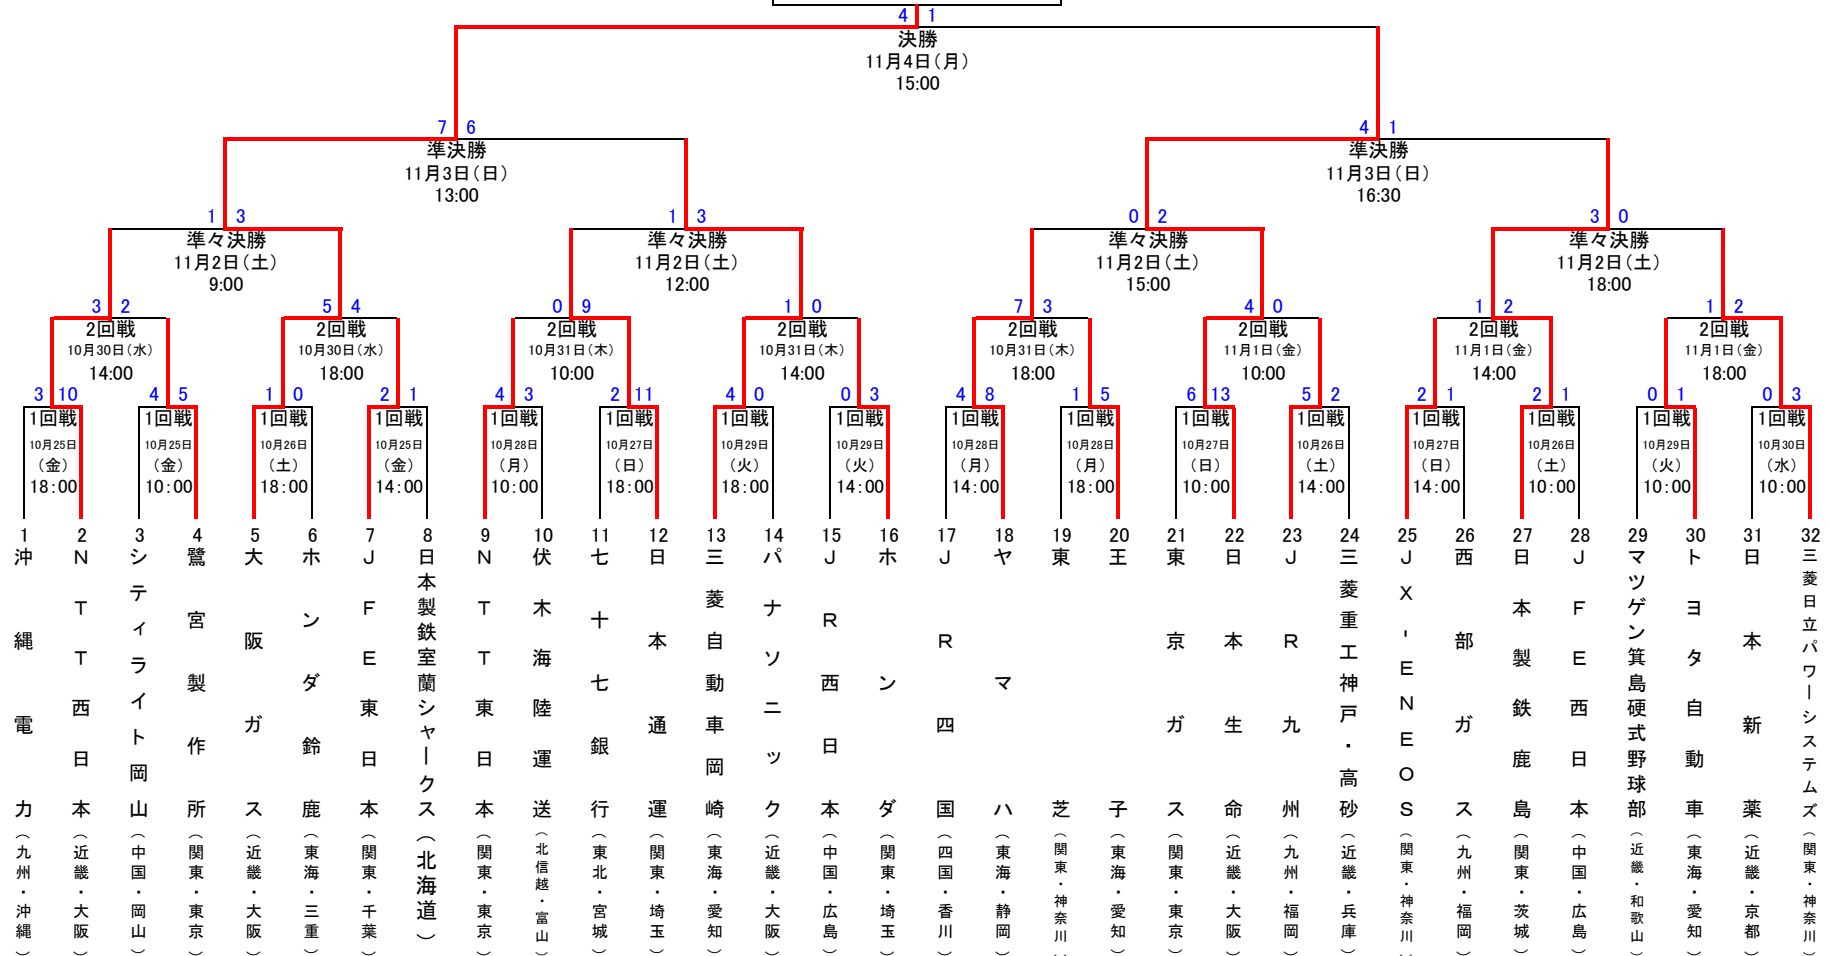 4 1
決勝
11月4日(月)
15:00
7 6 4 1
準決勝 準決勝
11月3日(日) 11月3日(日)
13:00 16:30
1 3 1 3 0 2 3 0
準々決勝 準々決勝 準々決勝 準々決勝
11月2日(土) 11月2日(土) 11月2日(土) 11月2日(土)
9:00 12:00 15:00 18:00
3 2 5 4 0 9 1 0 7 3 4 0 1 2 1 2
2回戦 2回戦 2回戦 2回戦 2回戦 2回戦 2回戦 2回戦
10月30日(水) 10月30日(水) 10月31日(木) 10月31日(木) 10月31日(木) 11月1日(金) 11月1日(金) 11月1日(金)
14:00 18:00 10:00 14:00 18:00 10:00 14:00 18:00
3 10 4 5 1 0 2 1 4 3 2 11 4 0 0 3 4 8 1 5 6 13 5 2 2 1 2 1 0 1 0 3
1回戦 1回戦 1回戦 1回戦 1回戦 1回戦 1回戦 1回戦 1回戦 1回戦 1回戦 1回戦 1回戦 1回戦 1回戦 1回戦
10月25日 10月25日 10月26日 10月25日 10月28日 10月27日 10月29日 10月29日 10月28日 10月28日 10月27日 10月26日 10月27日 10月26日 10月29日 10月30日
(金) (金) (土) (金) (月) (日) (火) (火) (月) (月) (日) (土) (日) (土) (火) (水)
18:00 10:00 18:00 14:00 10:00 18:00 18:00 14:00 14:00 18:00 10:00 14:00 14:00 10:00 10:00 10:00
1 沖縄電力(九州・沖縄)
2 NTT西日本(近畿・大阪)
3 シティライト岡山(中国・岡山)
4 鷺宮製作所(関東・東京)
5 大阪ガス(近畿・大阪)
6 ホンダ鈴鹿(東海・三重)
7 JFE東日本(関東・千葉)
8 日本製鉄室蘭シャークス(北海道)
9 NTT東日本(関東・東京)
10 伏木海陸運送(北信越・富山)
11 七十七銀行(東北・宮城)
12 日本通運(関東・埼玉)
13 三菱自動車岡崎(東海・愛知)
14 パナソニック(近畿・大阪)
15 JR西日本(中国・広島)
16 ホンダ(関東・埼玉)
17 JR四国(四国・香川)
18 ヤマハ(東海・静岡)
19 東芝(関東・神奈川)
20 王子(東海・愛知)
21 東京ガス(関東・東京)
22 日本生命(近畿・大阪)
23 JR九州(九州・福岡)
24 三菱重工神戸・高砂(近畿・兵庫)
25 JX-ENEOS(関東・神奈川)
26 西部ガス(九州・福岡)
27 日本製鉄鹿島(関東・茨城)
28 JFE西日本(中国・広島)
29 マツゲン箕島硬式野球部(近畿・和歌山)
30 トヨタ自動車(東海・愛知)
31 日本新薬(近畿・京都)
32 三菱日立パワーシステムズ(関東・神奈川)